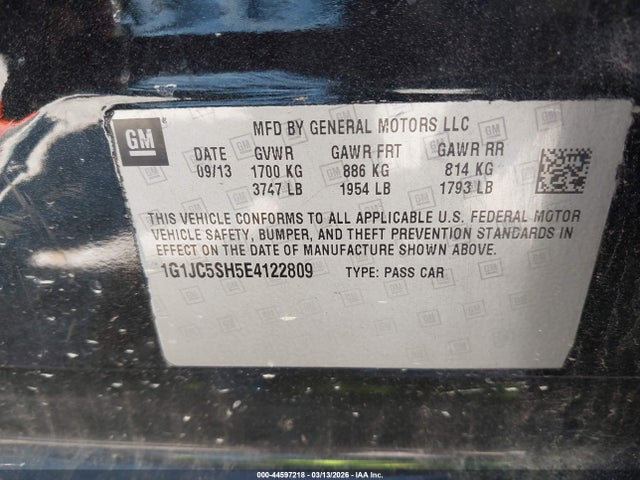 GM
MFD BY GENERAL MOTORS LLC
DATE GVWR GAWR FRT GAWR RR
09/13 1700 KG 886 KG 814 KG
3747 LB 1954 LB 1793 LB
THIS VEHICLE CONFORMS TO ALL APPLICABLE U.S. FEDERAL MOTOR
VEHICLE SAFETY, BUMPER, AND THEFT PREVENTION STANDARDS IN
EFFECT ON THE DATE OF MANUFACTURE SHOWN ABOVE.
1G1JC5SH5E4122809 TYPE: PASS CAR
000-44597218 - 03/13/2026 - IAA Inc.